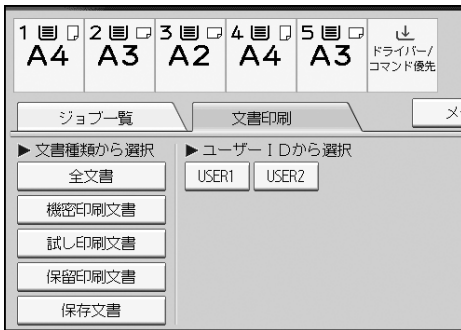 1 2 3 4 5
A4 A3 A2 A4 A3 ドライバー/
コマンド優先
ジョブ一覧 文書印刷
▶文書種類から選択 ▶ユーザーIDから選択
全文書 USER1 USER2
機密印刷文書
試し印刷文書
保留印刷文書
保存文書